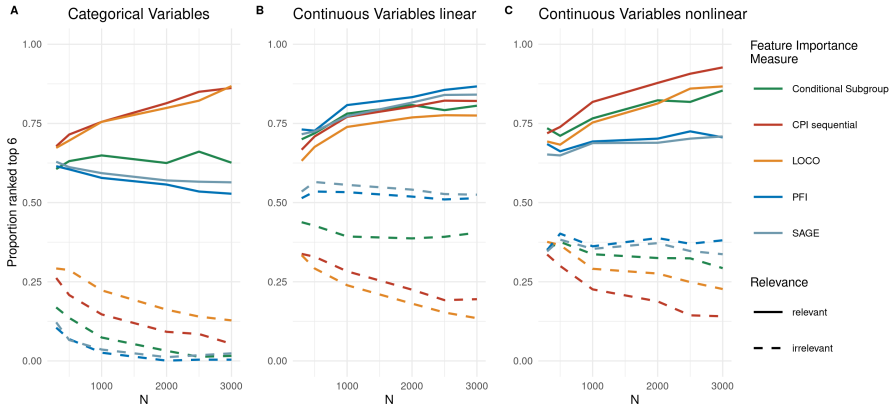 A Categorical Variables
B Continuous Variables linear
C Continuous Variables nonlinear
Proportion ranked top 6
1.00
0.75
0.50
0.25
0.00
1000 2000 3000
N
1.00
0.75
0.50
0.25
0.00
1000 2000 3000
N
1.00
0.75
0.50
0.25
0.00
1000 2000 3000
N
Feature Importance
Measure
Conditional Subgroup
CPI sequential
LOCO
PFI
SAGE
Relevance
relevant
irrelevant